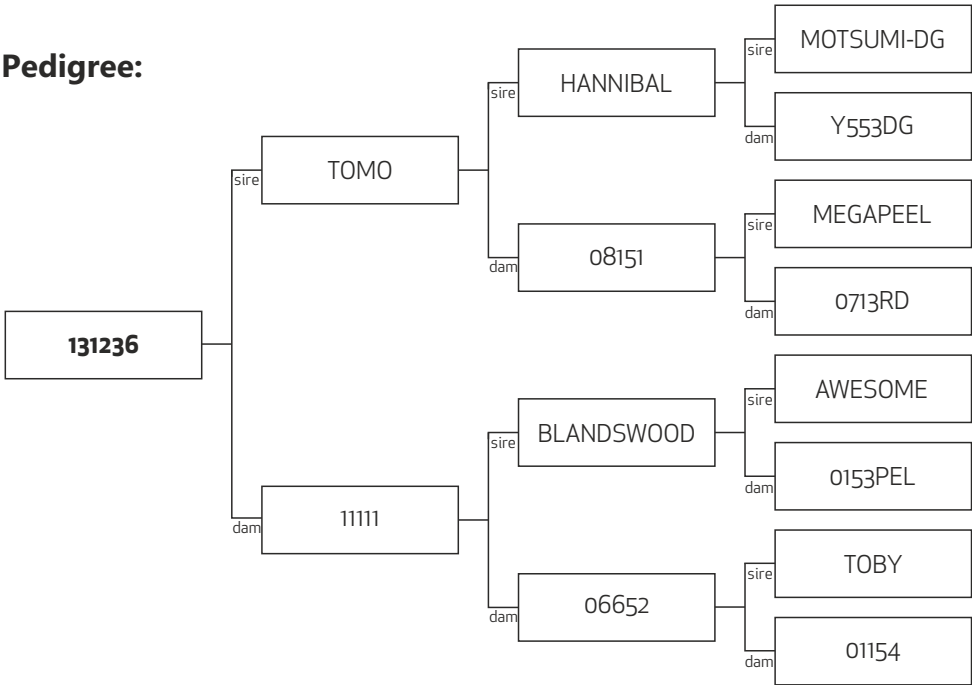 Pedigree:
131236
sire
TOMO
dam
11111
sire
HANNIBAL
dam
08151
sire
BLANDSWOOD
dam
06652
sire
MOTSUMI-DG
dam
Y553DG
sire
MEGAPEEL
dam
0713RD
sire
AWESOME
dam
0153PEL
sire
TOBY
dam
01154